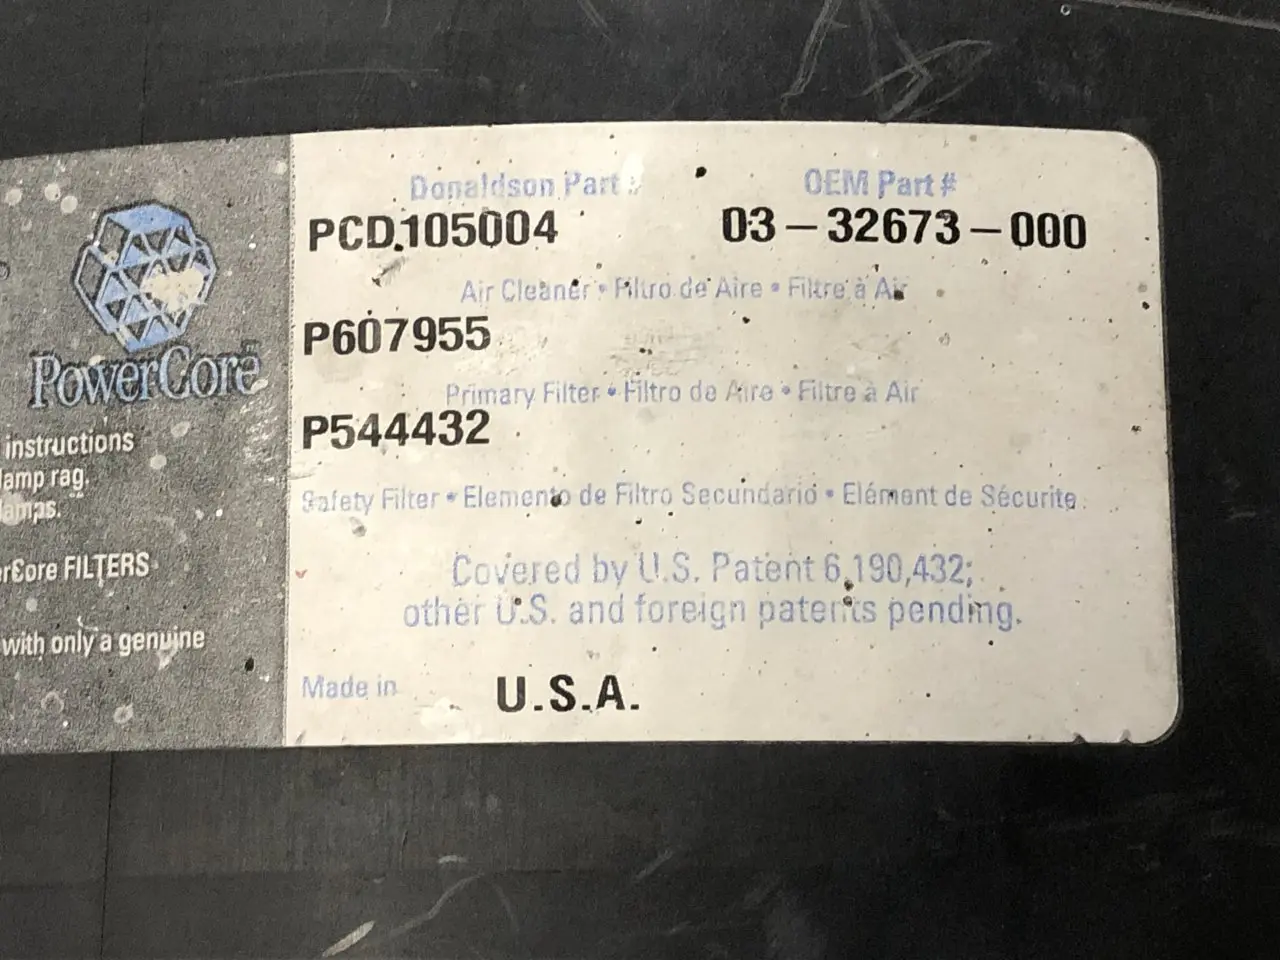 PowerCore
instructions
lamp rag.
lamps.
rCore FILTERS
with only a genuine
Donaldson Part # OEM Part #
PCD105004 03-32673-000
Air Cleaner • Filtro de Aire • Filtre à Air
P607955
Primary Filter • Filtro de Aire • Filtre à Air
P544432
Safety Filter • Elemento de Filtro Secundario • Elément de Sécurite
Covered by U.S. Patent 6,190,432;
other U.S. and foreign patents pending.
Made in U.S.A.